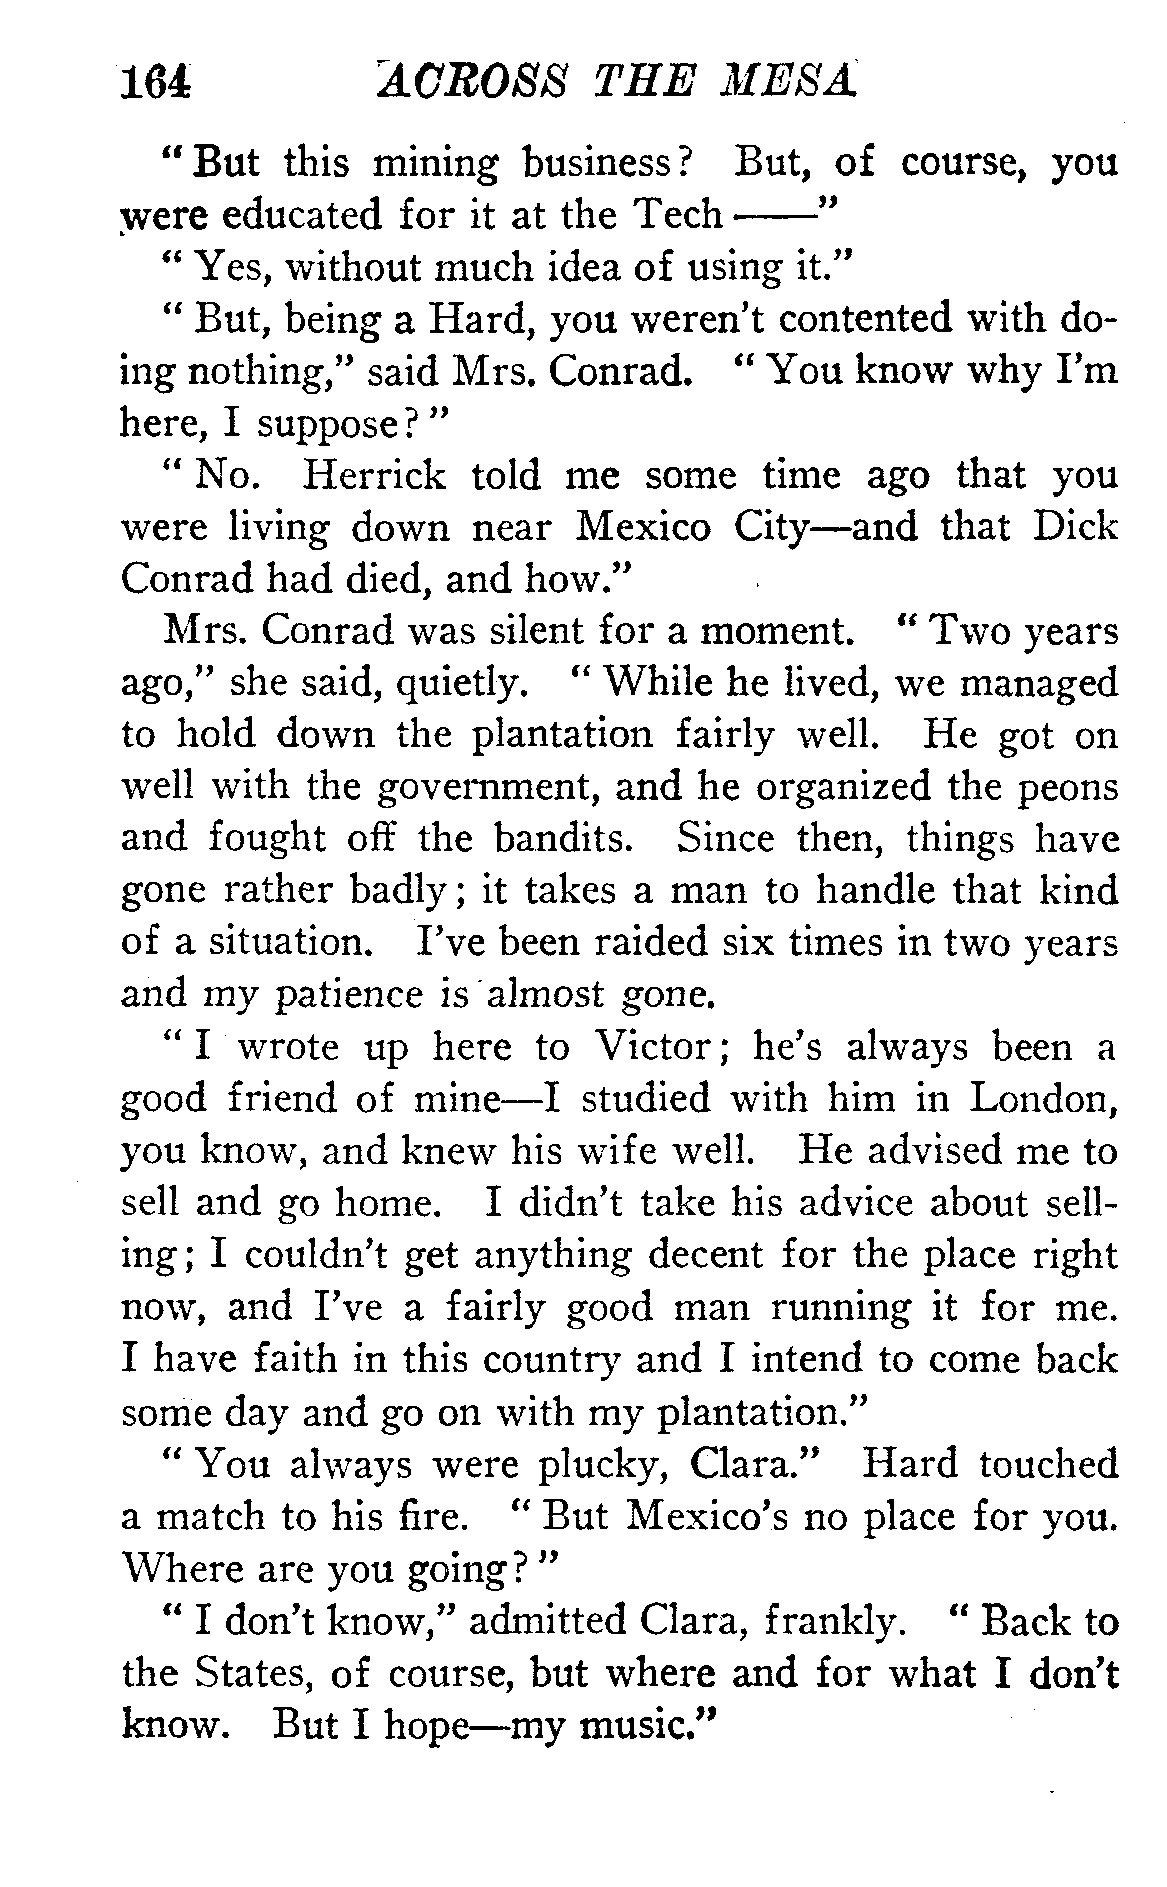 164 ACROSS THE MESA
“ But this mining business? But, of course, you
were educated for it at the Tech ——”
“ Yes, without much idea of using it.”
“ But, being a Hard, you weren't contented with do-
ing nothing,” said Mrs. Conrad. “ You know why I'm
here, I suppose? ”
“ No. Herrick told me some time ago that you
were living down near Mexico City—and that Dick
Conrad had died, and how.”
Mrs. Conrad was silent for a moment. “ Two years
ago,” she said, quietly. “ While he lived, we managed
to hold down the plantation fairly well. He got on
well with the government, and he organized the peons
and fought off the bandits. Since then, things have
gone rather badly; it takes a man to handle that kind
of a situation. I've been raided six times in two years
and my patience is almost gone.
“ I wrote up here to Victor; he's always been a
good friend of mine—I studied with him in London,
you know, and knew his wife well. He advised me to
sell and go home. I didn't take his advice about sell-
ing; I couldn't get anything decent for the place right
now, and I've a fairly good man running it for me.
I have faith in this country and I intend to come back
some day and go on with my plantation.”
“ You always were plucky, Clara.” Hard touched
a match to his fire. “ But Mexico's no place for you.
Where are you going? ”
“ I don't know,” admitted Clara, frankly. “ Back to
the States, of course, but where and for what I don't
know. But I hope—my music.”